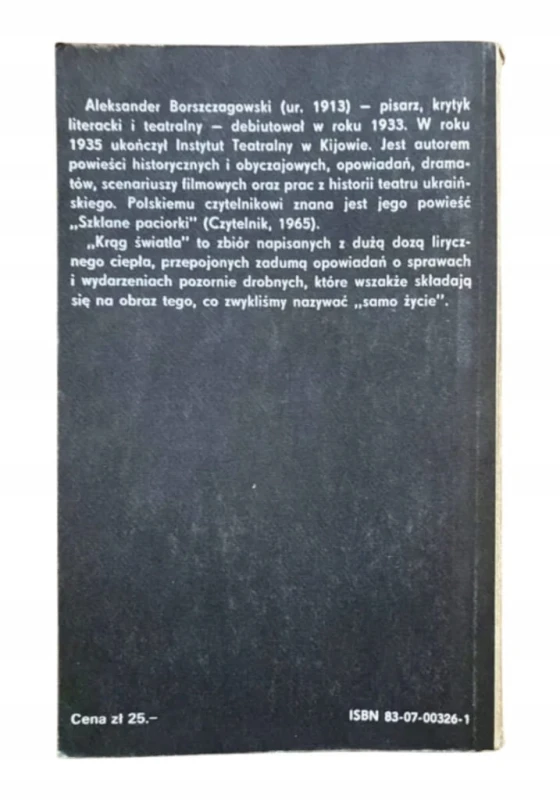 Aleksander Borszczagowski (ur. 1913) – pisarz, krytyk
literacki i teatralny – debiutował w roku 1933. W roku
1935 ukończył Instytut Teatralny w Kijowie. Jest autorem
powieści historycznych i obyczajowych, opowiadań, drama-
tów, scenariuszy filmowych oraz prac z historii teatru ukraiń-
skiego. Polskiemu czytelnikowi znana jest jego powieść
„Szklane paciorki” (Czytelnik, 1965).
„Krąg światła” to zbiór napisanych z dużą dozą lirycz-
nego ciepła, przepojonych zadumą opowiadań o sprawach
i wydarzeniach pozornie drobnych, które wszakże składają
się na obraz tego, co zwykliśmy nazywać „samo życie”.
Cena zł 25.–
ISBN 83-07-00326-1